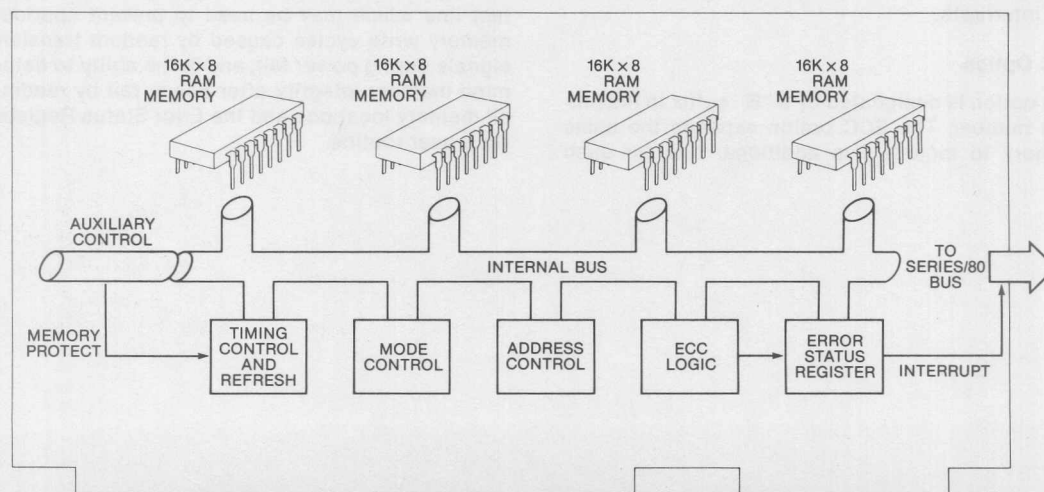 16K × 8
RAM
MEMORY
16K × 8
RAM
MEMORY
16K × 8
RAM
MEMORY
16K × 8
RAM
MEMORY
AUXILIARY
CONTROL
INTERNAL BUS
TO
SERIES/80
BUS
MEMORY
PROTECT
TIMING
CONTROL
AND
REFRESH
MODE
CONTROL
ADDRESS
CONTROL
ECC
LOGIC
ERROR
STATUS
REGISTER
INTERRUPT